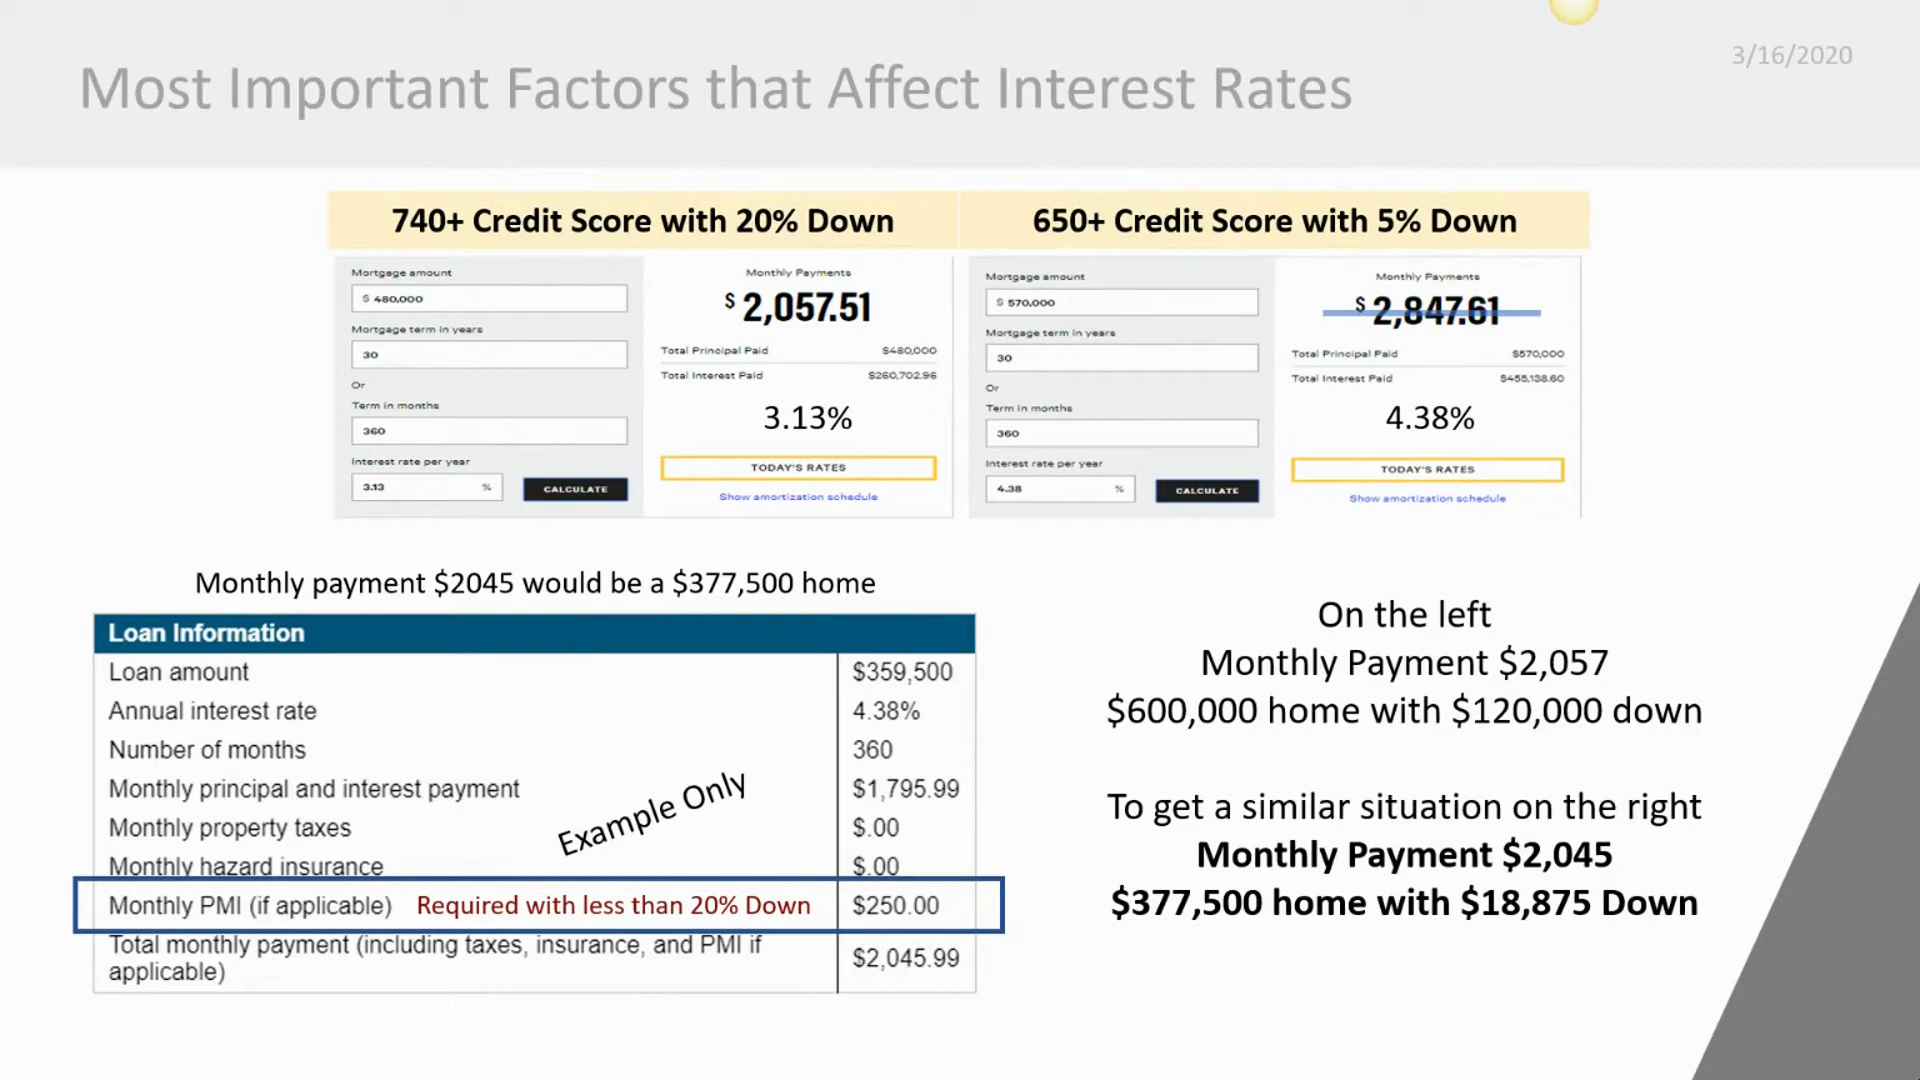 3/16/2020
Most Important Factors that Affect Interest Rates
740+ Credit Score with 20% Down
650+ Credit Score with 5% Down
Mortgage amount
$ 480,000
Mortgage term in years
30
Or
Term in months
360
Interest rate per year
3.13 %
CALCULATE
Monthly Payments
$ 2,057.51
Total Principal Paid $480,000
Total Interest Paid $260,702.96
3.13%
TODAY'S RATES
Show amortization schedule
Mortgage amount
$ 570,000
Mortgage term in years
30
Or
Term in months
360
Interest rate per year
4.38 %
CALCULATE
Monthly Payments
$ 2,847.61
Total Principal Paid $570,000
Total Interest Paid $455,138.60
4.38%
TODAY'S RATES
Show amortization schedule
Monthly payment $2045 would be a $377,500 home
Loan Information
Loan amount $359,500
Annual interest rate 4.38%
Number of months 360
Monthly principal and interest payment $1,795.99
Monthly property taxes $.00
Monthly hazard insurance $.00
Example Only
Monthly PMI (if applicable) Required with less than 20% Down $250.00
Total monthly payment (including taxes, insurance, and PMI if
applicable) $2,045.99
On the left
Monthly Payment $2,057
$600,000 home with $120,000 down
To get a similar situation on the right
Monthly Payment $2,045
$377,500 home with $18,875 Down